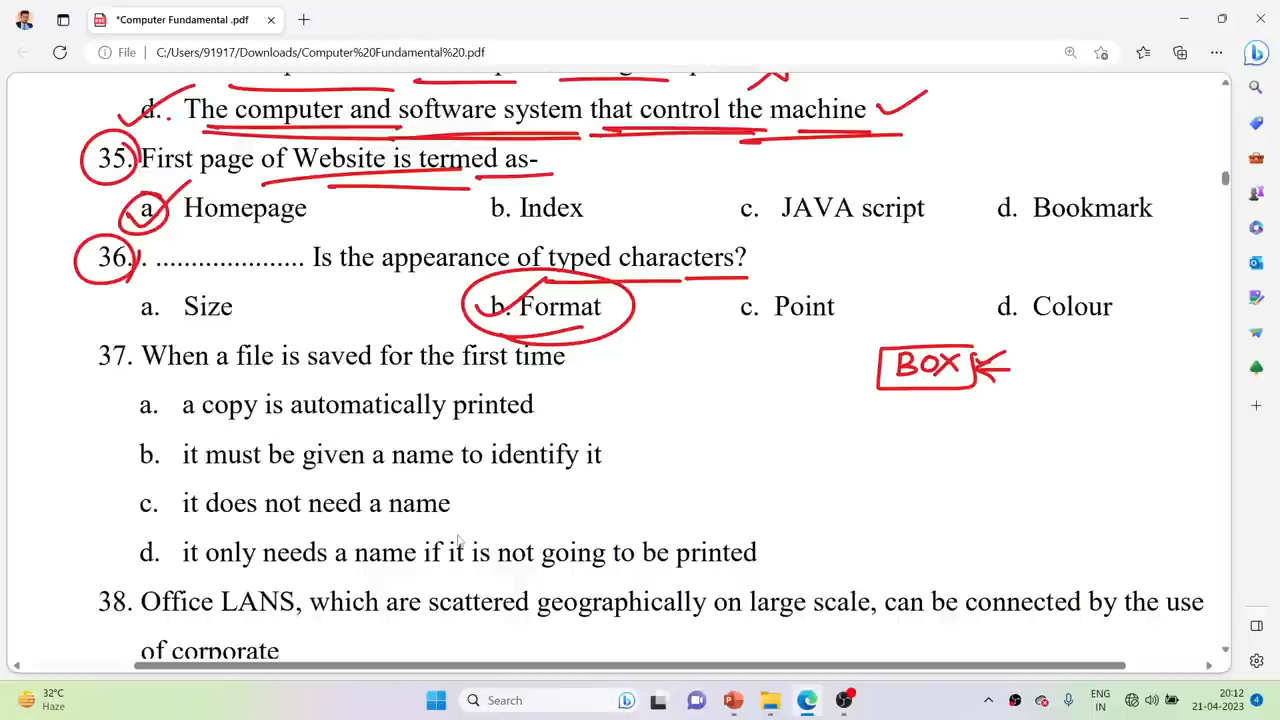 *Computer Fundamental .pdf
File C:/Users/91917/Downloads/Computer%20Fundamental%20.pdf
d. The computer and software system that control the machine
35. First page of Website is termed as-
a. Homepage b. Index c. JAVA script d. Bookmark
36. . ..................... Is the appearance of typed characters?
a. Size b. Format c. Point d. Colour
37. When a file is saved for the first time
BOX
a. a copy is automatically printed
b. it must be given a name to identify it
c. it does not need a name
d. it only needs a name if it is not going to be printed
38. Office LANS, which are scattered geographically on large scale, can be connected by the use
of corporate
32°C
Haze
Search
ENG
IN
20:12
21-04-2023
4